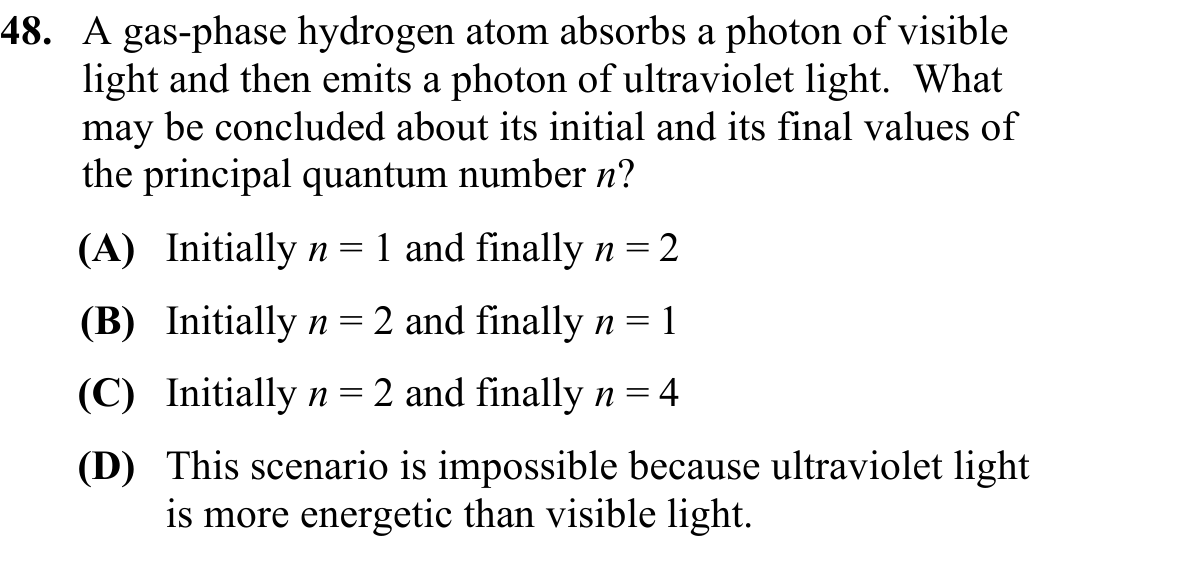 48. A gas-phase hydrogen atom absorbs a photon of visible
light and then emits a photon of ultraviolet light. What
may be concluded about its initial and its final values of
the principal quantum number n?
(A) Initially n = 1 and finally n = 2
(B) Initially n = 2 and finally n = 1
(C) Initially n = 2 and finally n = 4
(D) This scenario is impossible because ultraviolet light
is more energetic than visible light.